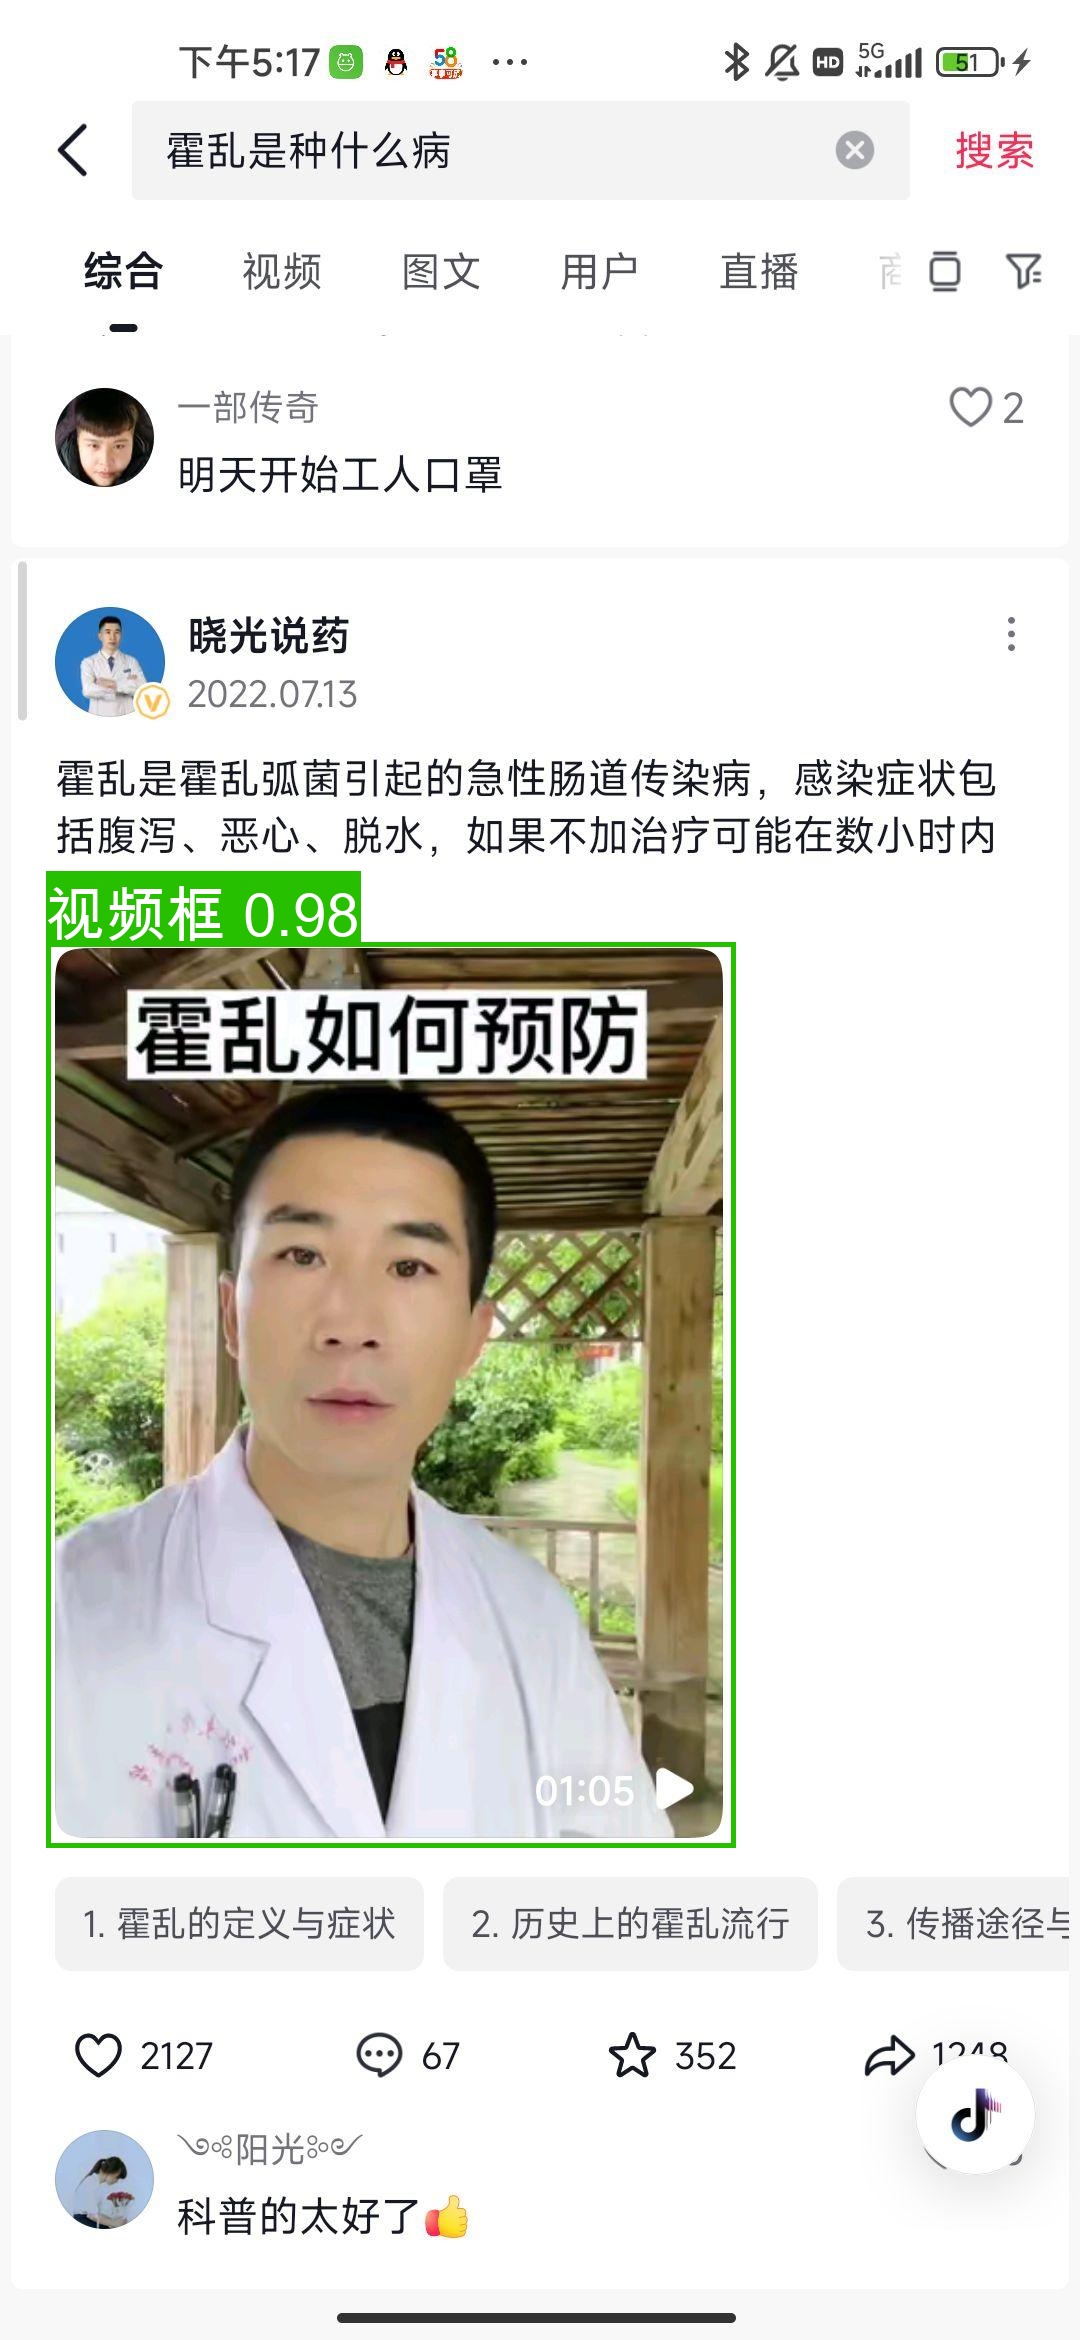 下午5:17
58
HD
5G
51
霍乱是种什么病
搜索
综合
视频
图文
用户
直播
一部传奇
2
明天开始工人口罩
晓光说药
2022.07.13
霍乱是霍乱弧菌引起的急性肠道传染病，感染症状包
括腹泻、恶心、脱水，如果不加治疗可能在数小时内
视频框 0.98
霍乱如何预防
01:05
1. 霍乱的定义与症状
2. 历史上的霍乱流行
3. 传播途径与
2127
67
352
1248
阳光
科普的太好了